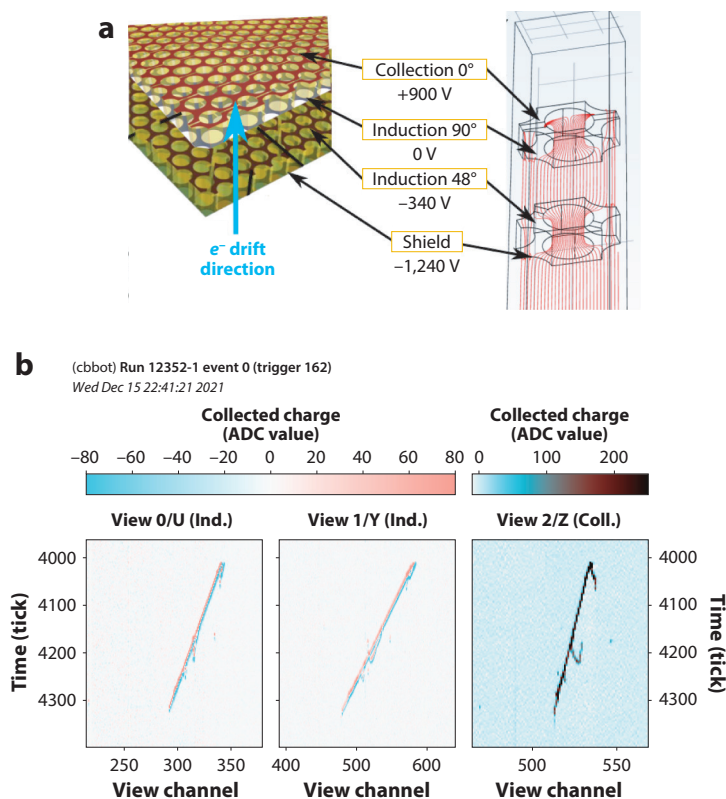 a
Collection 0°
+900 V
Induction 90°
0 V
Induction 48°
–340 V
Shield
–1,240 V
e– drift
direction
b
(cbbot) Run 12352-1 event 0 (trigger 162)
Wed Dec 15 22:41:21 2021
Collected charge
(ADC value)
–80 –60 –40 –20 0 20 40 60 80
Collected charge
(ADC value)
0 100 200
View 0/U (Ind.)
View 1/Y (Ind.)
View 2/Z (Coll.)
Time (tick)
4000
4100
4200
4300
250 300 350
View channel
400 500 600
View channel
500 550
View channel
4000
4100
4200
4300
Time (tick)